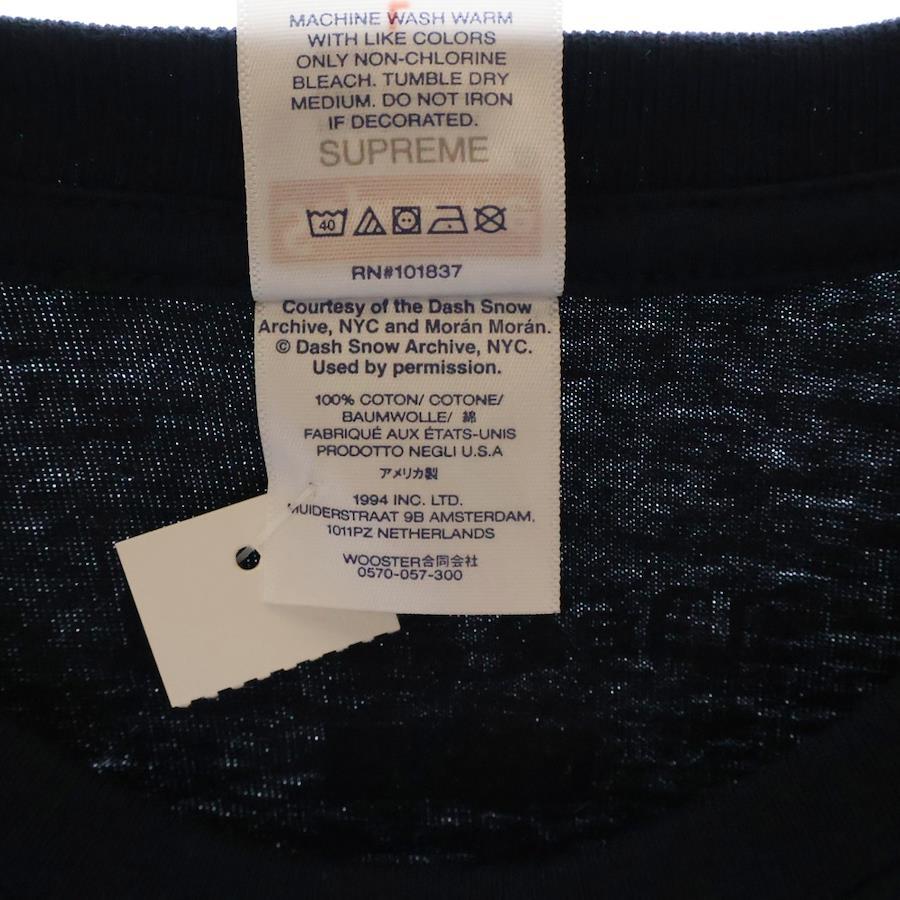 MACHINE WASH WARM
WITH LIKE COLORS
ONLY NON-CHLORINE
BLEACH. TUMBLE DRY
MEDIUM. DO NOT IRON
IF DECORATED.
SUPREME
40
RN#101837
Courtesy of the Dash Snow
Archive, NYC and Morán Morán.
© Dash Snow Archive, NYC.
Used by permission.
100% COTON/ COTONE/
BAUMWOLLE/ 綿
FABRIQUÉ AUX ÉTATS-UNIS
PRODOTTO NEGLI U.S.A
アメリカ製
1994 INC. LTD.
MUIDERSTRAAT 9B AMSTERDAM,
1011PZ NETHERLANDS
WOOSTER合同会社
0570-057-300